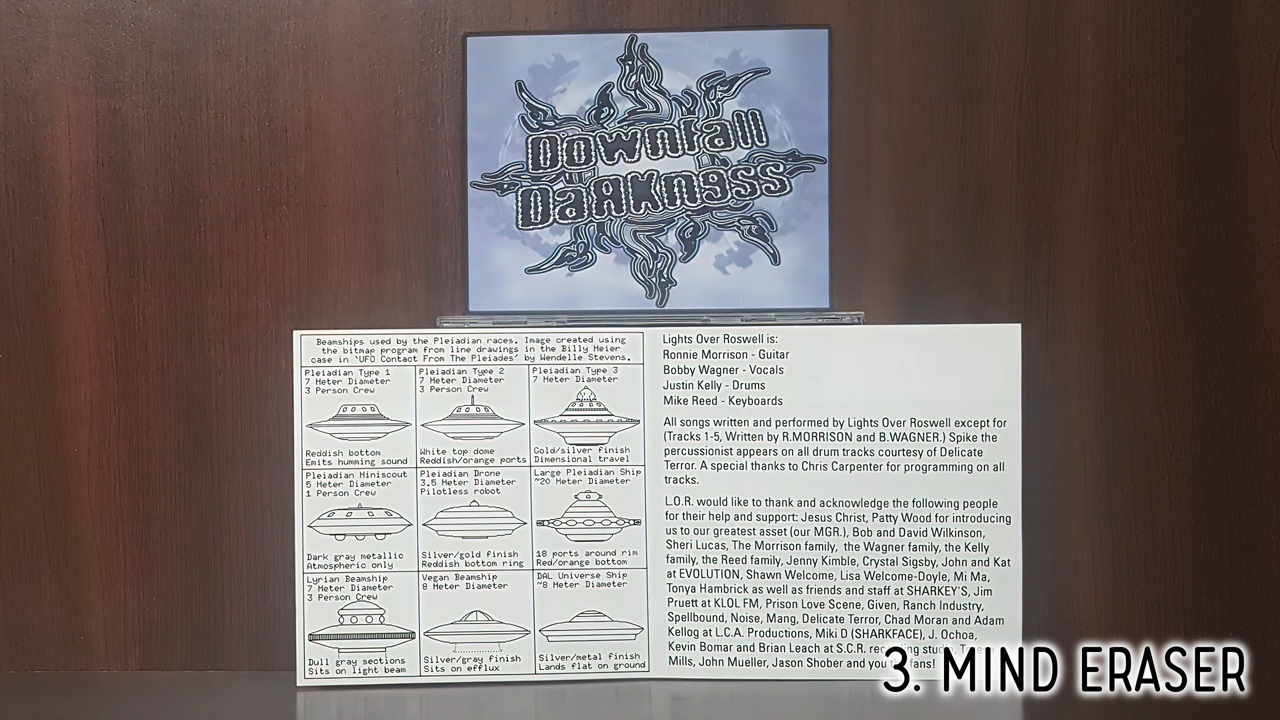 Downfall
DaRKn9ss
Beamships used by the Pleiadian races. Image created using
the bitmap program from line drawings in the Billy Meier
case in `UFO Contact From The Pleiades' by Wendelle Stevens.
Pleiadian Type 1
7 Meter Diameter
3 Person Crew
Reddish bottom
Emits humming sound
Pleiadian Type 2
7 Meter Diameter
3 Person Crew
White top dome
Reddish/orange ports
Pleiadian Type 3
7 Meter Diameter
Gold/silver finish
Dimensional travel
Pleiadian Miniscout
5 Meter Diameter
1 Person Crew
Dark gray metallic
Atmospheric only
Pleiadian Drone
3.5 Meter Diameter
Pilotless robot
Silver/gold finish
Reddish bottom ring
Large Pleiadian Ship
~20 Meter Diameter
18 ports around rim
Red/orange bottom
Lyrian Beamship
7 Meter Diameter
3 Person Crew
Dull gray sections
Sits on light beam
Vegan Beamship
8 Meter Diameter
Silver/gray finish
Sits on efflux
DAL Universe Ship
~8 Meter Diameter
Silver/metal finish
Lands flat on ground
Lights Over Roswell is:
Ronnie Morrison - Guitar
Bobby Wagner - Vocals
Justin Kelly - Drums
Mike Reed - Keyboards
All songs written and performed by Lights Over Roswell except for
(Tracks 1-5, Written by R.MORRISON and B.WAGNER.) Spike the
percussionist appears on all drum tracks courtesy of Delicate
Terror. A special thanks to Chris Carpenter for programming on all
tracks.
L.O.R. would like to thank and acknowledge the following people
for their help and support: Jesus Christ, Patty Wood for introducing
us to our greatest asset (our MGR.), Bob and David Wilkinson,
Sheri Lucas, The Morrison family, the Wagner family, the Kelly
family, the Reed family, Jenny Kimble, Crystal Sigsby, John and Kat
at EVOLUTION, Shawn Welcome, Lisa Welcome-Doyle, Mi Ma,
Tonya Hambrick as well as friends and staff at SHARKEY'S, Jim
Pruett at KLOL FM, Prison Love Scene, Given, Ranch Industry,
Spellbound, Noise, Mang, Delicate Terror, Chad Moran and Adam
Kellog at L.C.A. Productions, Miki D (SHARKFACE), J. Ochoa,
Kevin Bomar and Brian Leach at S.C.R.
Mills, John Mueller, Jason Shober and fans!
3. MIND ERASER